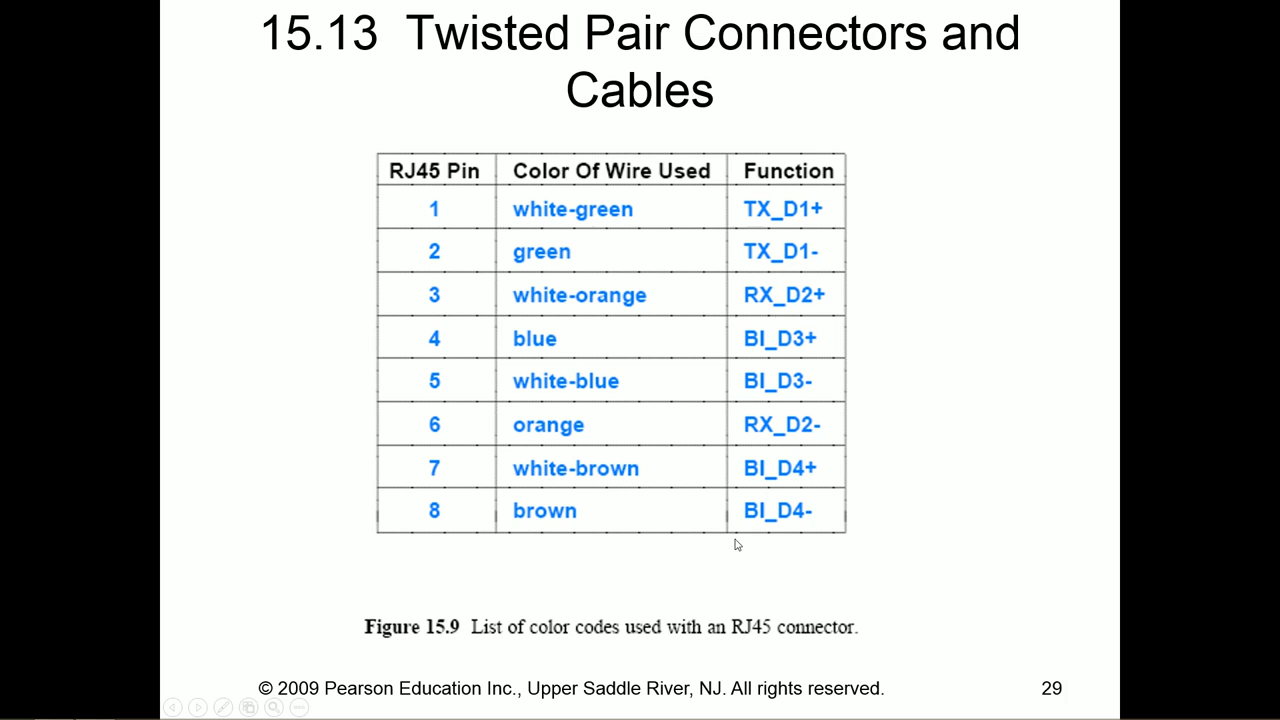 15.13 Twisted Pair Connectors and
Cables
RJ45 Pin Color Of Wire Used Function
1 white-green TX_D1+
2 green TX_D1-
3 white-orange RX_D2+
4 blue BI_D3+
5 white-blue BI_D3-
6 orange RX_D2-
7 white-brown BI_D4+
8 brown BI_D4-
Figure 15.9 List of color codes used with an RJ45 connector.
© 2009 Pearson Education Inc., Upper Saddle River, NJ. All rights reserved. 29